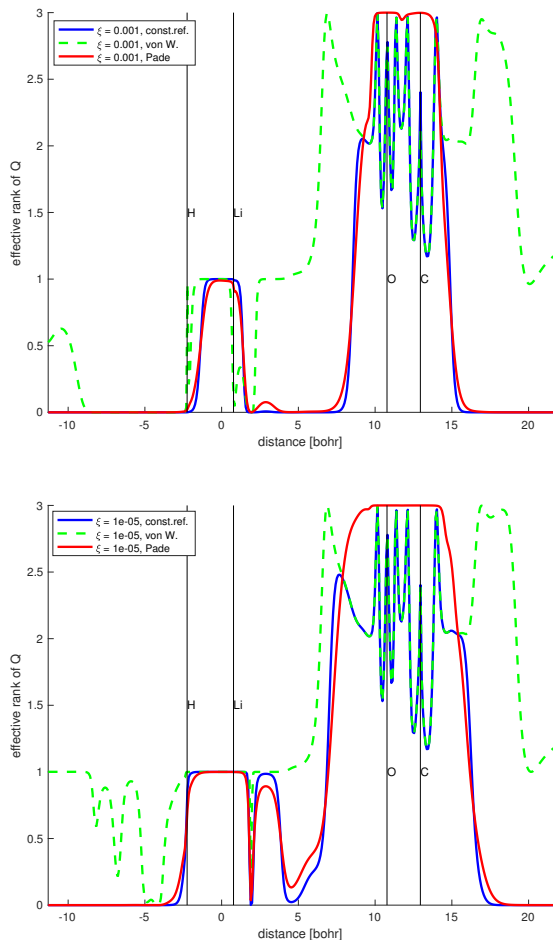 3
2.5
2
1.5
1
0.5
0
effective rank of Q
ξ = 0.001, const.ref.
ξ = 0.001, von W.
ξ = 0.001, Pade
H
Li
O
C
-10
-5
0
5
10
15
20
distance [bohr]
3
2.5
2
1.5
1
0.5
0
effective rank of Q
ξ = 1e-05, const.ref.
ξ = 1e-05, von W.
ξ = 1e-05, Pade
H
Li
O
C
-10
-5
0
5
10
15
20
distance [bohr]